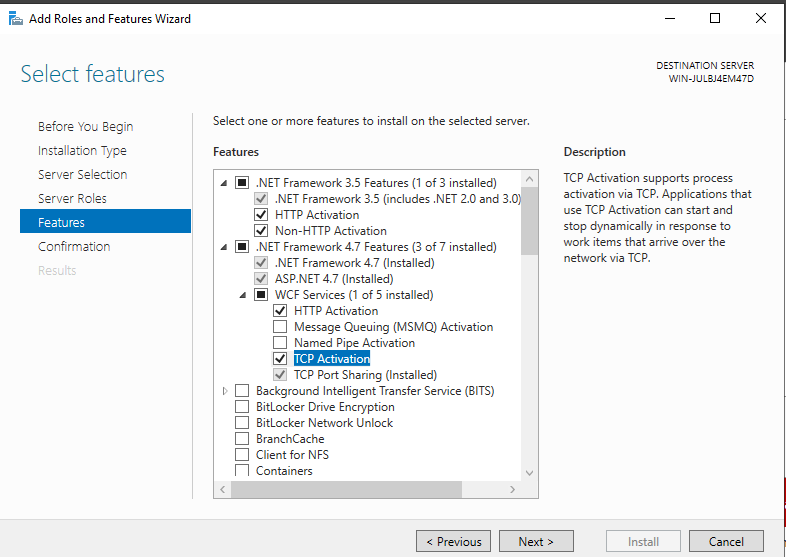 Add Roles and Features Wizard
Select features
DESTINATION SERVER
WIN-JULBJ4EM47D
Before You Begin
Installation Type
Server Selection
Server Roles
Features
Confirmation
Results
Select one or more features to install on the selected server.
Features
.NET Framework 3.5 Features (1 of 3 installed)
.NET Framework 3.5 (includes .NET 2.0 and 3.0)
HTTP Activation
Non-HTTP Activation
.NET Framework 4.7 Features (3 of 7 installed)
.NET Framework 4.7 (Installed)
ASP.NET 4.7 (Installed)
WCF Services (1 of 5 installed)
HTTP Activation
Message Queuing (MSMQ) Activation
Named Pipe Activation
TCP Activation
TCP Port Sharing (Installed)
Background Intelligent Transfer Service (BITS)
BitLocker Drive Encryption
BitLocker Network Unlock
BranchCache
Client for NFS
Containers
Description
TCP Activation supports process
activation via TCP. Applications that
use TCP Activation can start and
stop dynamically in response to
work items that arrive over the
network via TCP.
< Previous
Next >
Install
Cancel